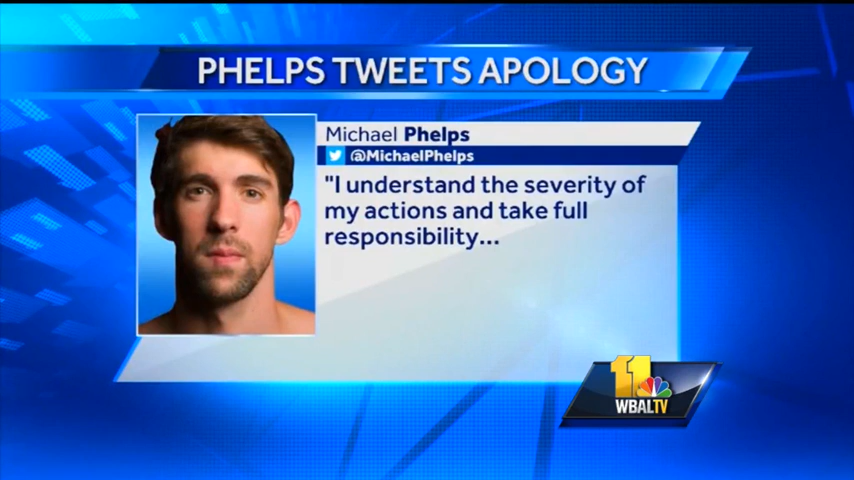 PHELPS TWEETS APOLOGY
Michael Phelps
@MichaelPhelps
"I understand the severity of
my actions and take full
responsibility...
11
WBALTV